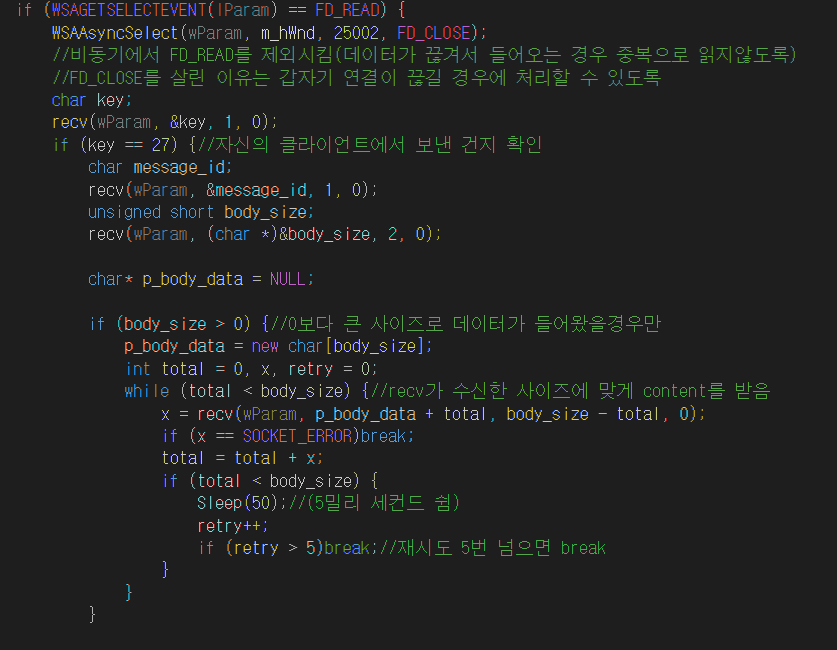 if (WSAGETSELECTEVENT(lParam) == FD_READ) {
WSAAsyncSelect(wParam, m_hWnd, 25002, FD_CLOSE);
//비동기에서 FD_READ를 제외시킴(데이터가 끊겨서 들어오는 경우 중복으로 읽지않도록)
//FD_CLOSE를 살린 이유는 갑자기 연결이 끊길 경우에 처리할 수 있도록
char key;
recv(wParam, &key, 1, 0);
if (key == 27) {//자신의 클라이언트에서 보낸 건지 확인
char message_id;
recv(wParam, &message_id, 1, 0);
unsigned short body_size;
recv(wParam, (char *)&body_size, 2, 0);
char* p_body_data = NULL;
if (body_size > 0) {//0보다 큰 사이즈로 데이터가 들어왔을경우만
p_body_data = new char[body_size];
int total = 0, x, retry = 0;
while (total < body_size) {//recv가 수신한 사이즈에 맞게 content를 받음
x = recv(wParam, p_body_data + total, body_size - total, 0);
if (x == SOCKET_ERROR)break;
total = total + x;
if (total < body_size) {
Sleep(50);//(5밀리 세컨드 쉼)
retry++;
if (retry > 5)break;//재시도 5번 넘으면 break
}
}
}